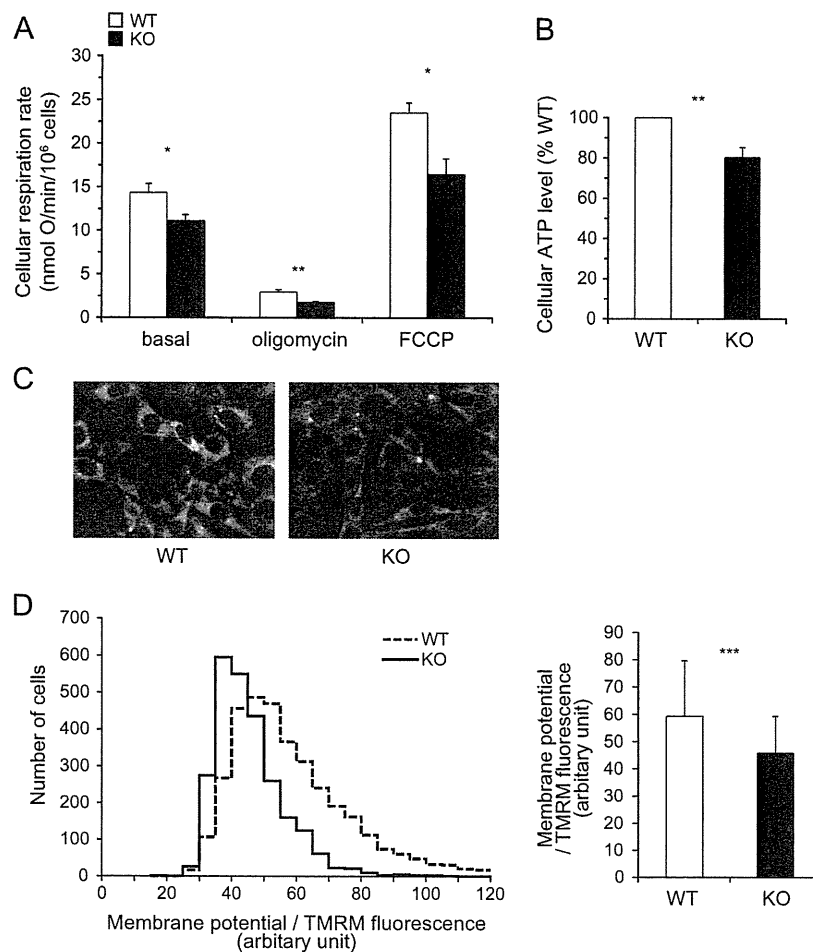 A
WT
KO
Cellular respiration rate
(nmol O/min/10⁶ cells)
30
25
20
15
10
5
0
*
**
*
basal
oligomycin
FCCP
B
Cellular ATP level (% WT)
100
80
60
40
20
0
**
WT
KO
C
WT
KO
D
Number of cells
700
600
500
400
300
200
100
0
WT
KO
0
20
40
60
80
100
120
Membrane potential / TMRM fluorescence
(arbitary unit)
Membrane potential
/ TMRM fluorescence
(arbitary unit)
90
80
70
60
50
40
30
20
10
0
***
WT
KO